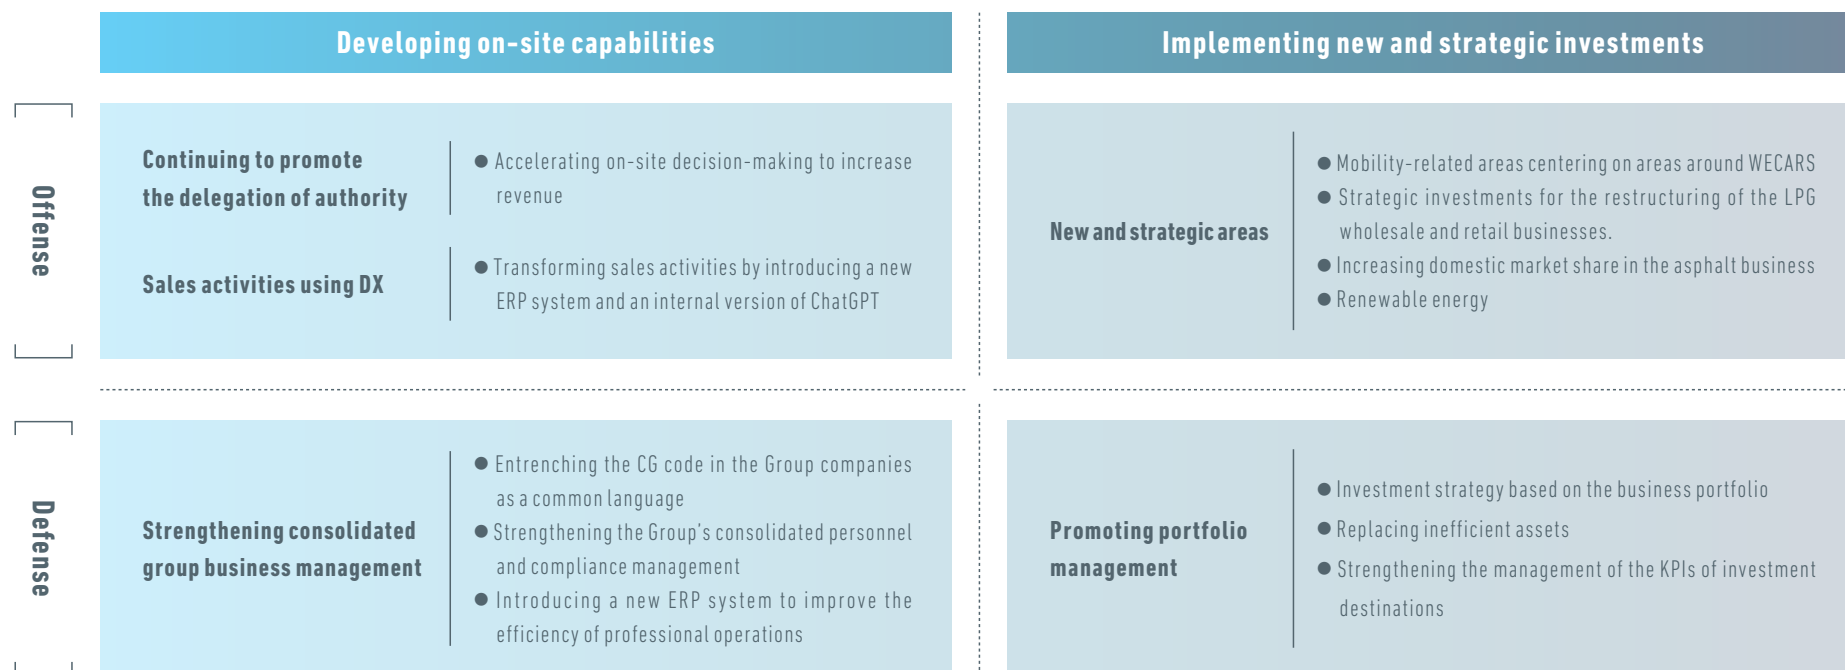 Developing on-site capabilities
Implementing new and strategic investments
Offense
Continuing to promote
the delegation of authority
● Accelerating on-site decision-making to increase
revenue
Sales activities using DX
● Transforming sales activities by introducing a new
ERP system and an internal version of ChatGPT
New and strategic areas
● Mobility-related areas centering on areas around WECARS
● Strategic investments for the restructuring of the LPG
wholesale and retail businesses.
● Increasing domestic market share in the asphalt business
● Renewable energy
Defense
Strengthening consolidated
group business management
● Entrenching the CG code in the Group companies
as a common language
● Strengthening the Group's consolidated personnel
and compliance management
● Introducing a new ERP system to improve the
efficiency of professional operations
Promoting portfolio
management
● Investment strategy based on the business portfolio
● Replacing inefficient assets
● Strengthening the management of the KPIs of investment
destinations